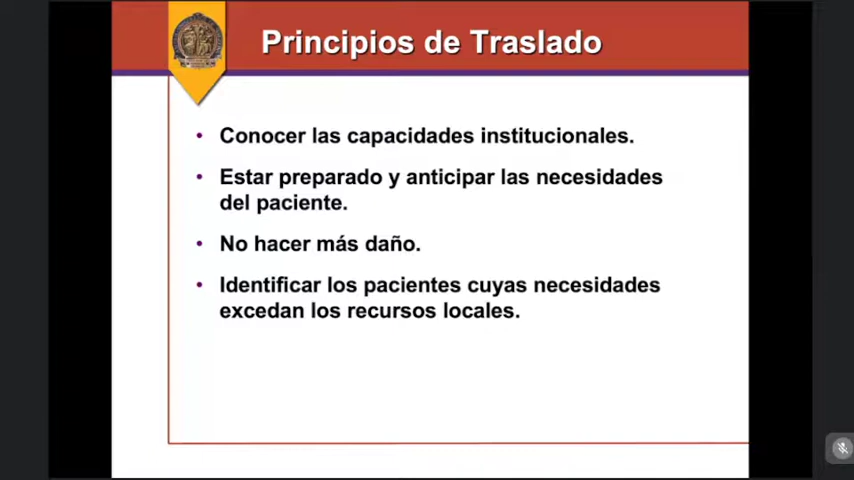 Principios de Traslado
• Conocer las capacidades institucionales.
• Estar preparado y anticipar las necesidades
del paciente.
• No hacer más daño.
• Identificar los pacientes cuyas necesidades
excedan los recursos locales.